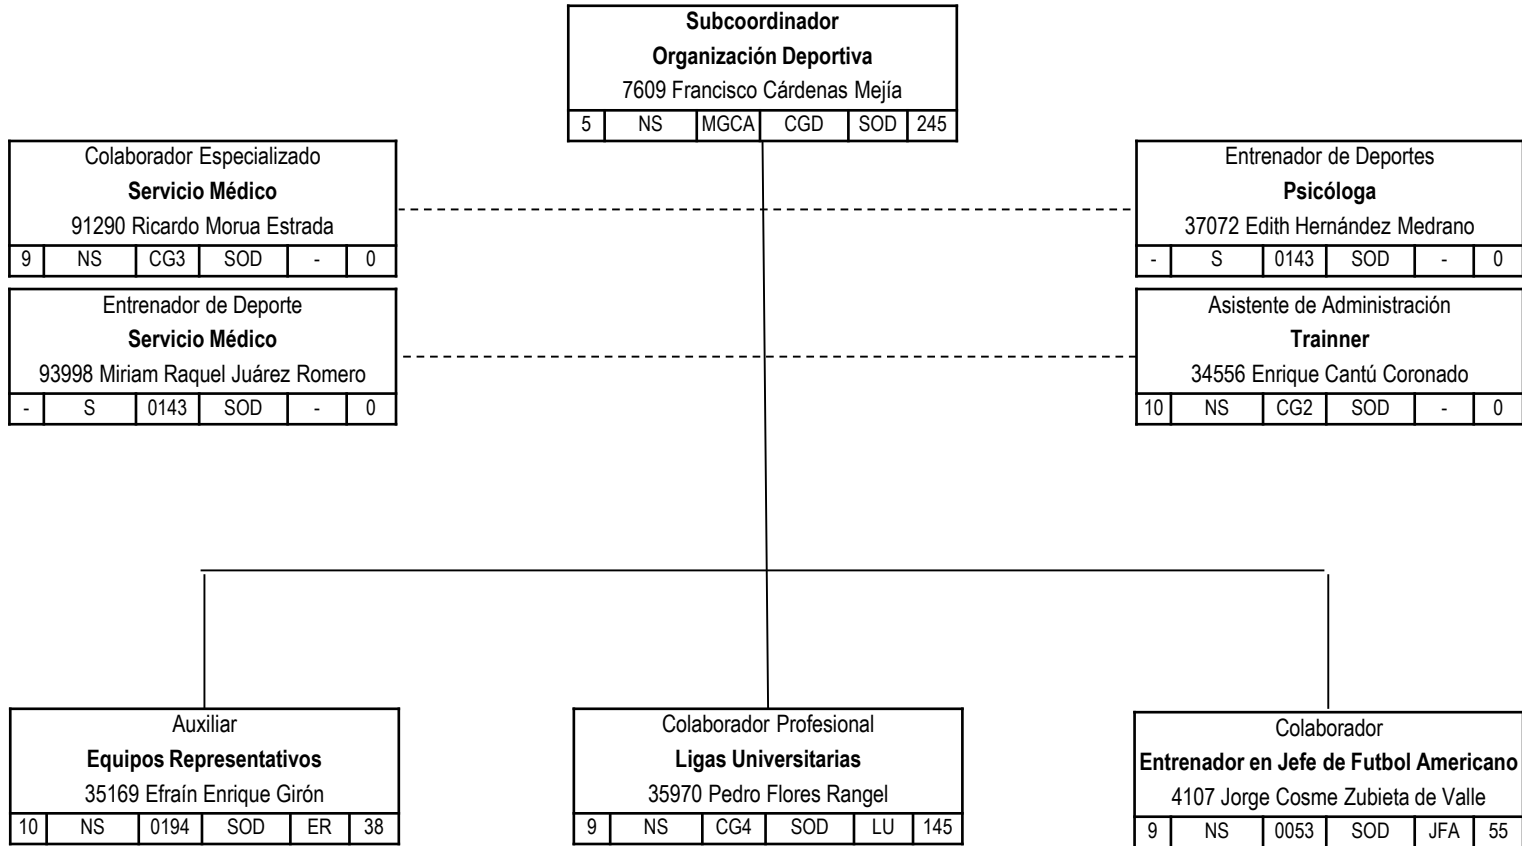 Subcoordinador
Organización Deportiva
7609 Francisco Cárdenas Mejía
5 NS MGCA CGD SOD 245
Colaborador Especializado
Servicio Médico
91290 Ricardo Morua Estrada
9 NS CG3 SOD - 0
Entrenador de Deportes
Psicóloga
37072 Edith Hernández Medrano
- S 0143 SOD - 0
Entrenador de Deporte
Servicio Médico
93998 Miriam Raquel Juárez Romero
- S 0143 SOD - 0
Asistente de Administración
Trainner
34556 Enrique Cantú Coronado
10 NS CG2 SOD - 0
Auxiliar
Equipos Representativos
35169 Efraín Enrique Girón
10 NS 0194 SOD ER 38
Colaborador Profesional
Ligas Universitarias
35970 Pedro Flores Rangel
9 NS CG4 SOD LU 145
Colaborador
Entrenador en Jefe de Futbol Americano
4107 Jorge Cosme Zubieta de Valle
9 NS 0053 SOD JFA 55